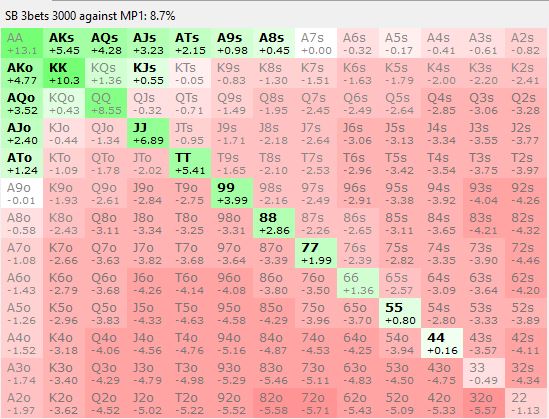 SB 3bets 3000 against MP1: 8.7%
AA AKs AQs AJs ATs A9s A8s A7s A6s A5s A4s A3s A2s
+13.1 +5.45 +4.28 +3.23 +2.15 +0.98 +0.45 +0.00 -0.32 -0.17 -0.41 -0.61 -0.82
AKo KK KQs KJs KTs K9s K8s K7s K6s K5s K4s K3s K2s
+4.77 +10.3 +1.36 +0.55 -0.05 -0.83 -1.30 -1.51 -1.63 -1.79 -2.00 -2.20 -2.41
AQo KQo QQ QJs QTs Q9s Q8s Q7s Q6s Q5s Q4s Q3s Q2s
+3.52 +0.43 +8.55 -0.32 -0.71 -1.49 -1.95 -2.45 -2.49 -2.64 -2.85 -3.06 -3.28
AJo KJo QJo JJ JTs J9s J8s J7s J6s J5s J4s J3s J2s
+2.40 -0.44 -1.34 +6.89 -0.95 -1.71 -2.18 -2.64 -3.06 -3.13 -3.34 -3.55 -3.77
ATo KTo QTo JTo TT T9s T8s T7s T6s T5s T4s T3s T2s
+1.24 -1.09 -1.78 -2.02 +5.41 -1.65 -2.10 -2.53 -2.96 -3.42 -3.54 -3.75 -3.97
A9o K9o Q9o J9o T9o 99 98s 97s 96s 95s 94s 93s 92s
-0.01 -1.93 -2.61 -2.84 -2.75 +3.99 -2.16 -2.49 -2.91 -3.38 -3.92 -4.04 -4.26
A8o K8o Q8o J8o T8o 98o 88 87s 86s 85s 84s 83s 82s
-0.58 -2.43 -3.11 -3.34 -3.25 -3.31 +2.86 -2.26 -2.65 -3.11 -3.65 -4.21 -4.32
A7o K7o Q7o J7o T7o 97o 87o 77 76s 75s 74s 73s 72s
-1.08 -2.66 -3.63 -3.82 -3.68 -3.64 -3.39 +1.99 -2.39 -2.82 -3.35 -3.90 -4.46
A6o K6o Q6o J6o T6o 96o 86o 76o 66 65s 64s 63s 62s
-1.43 -2.79 -3.68 -4.26 -4.14 -4.08 -3.80 -3.50 +1.36 -2.57 -3.09 -3.64 -4.20
A5o K5o Q5o J5o T5o 95o 85o 75o 65o 55 54s 53s 52s
-1.26 -2.96 -3.83 -4.33 -4.63 -4.58 -4.29 -3.96 -3.70 +0.80 -2.80 -3.33 -3.89
A4o K4o Q4o J4o T4o 94o 84o 74o 64o 54o 44 43s 42s
-1.52 -3.18 -4.06 -4.56 -4.76 -5.16 -4.87 -4.53 -4.25 -3.94 +0.16 -3.57 -4.11
A3o K3o Q3o J3o T3o 93o 83o 73o 63o 53o 43o 33 32s
-1.74 -3.40 -4.29 -4.79 -4.98 -5.29 -5.46 -5.11 -4.83 -4.50 -4.75 -0.49 -4.34
A2o K2o Q2o J2o T2o 92o 82o 72o 62o 52o 42o 32o 22
-1.97 -3.62 -4.52 -5.02 -5.22 -5.52 -5.58 -5.71 -5.43 -5.09 -5.33 -5.57 -1.13